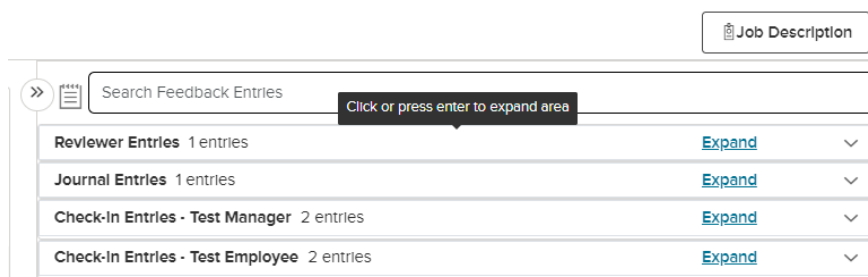 Job Description
Search Feedback Entries
Click or press enter to expand area
Reviewer Entries 1 entries Expand
Journal Entries 1 entries Expand
Check-In Entries - Test Manager 2 entries Expand
Check-In Entries - Test Employee 2 entries Expand